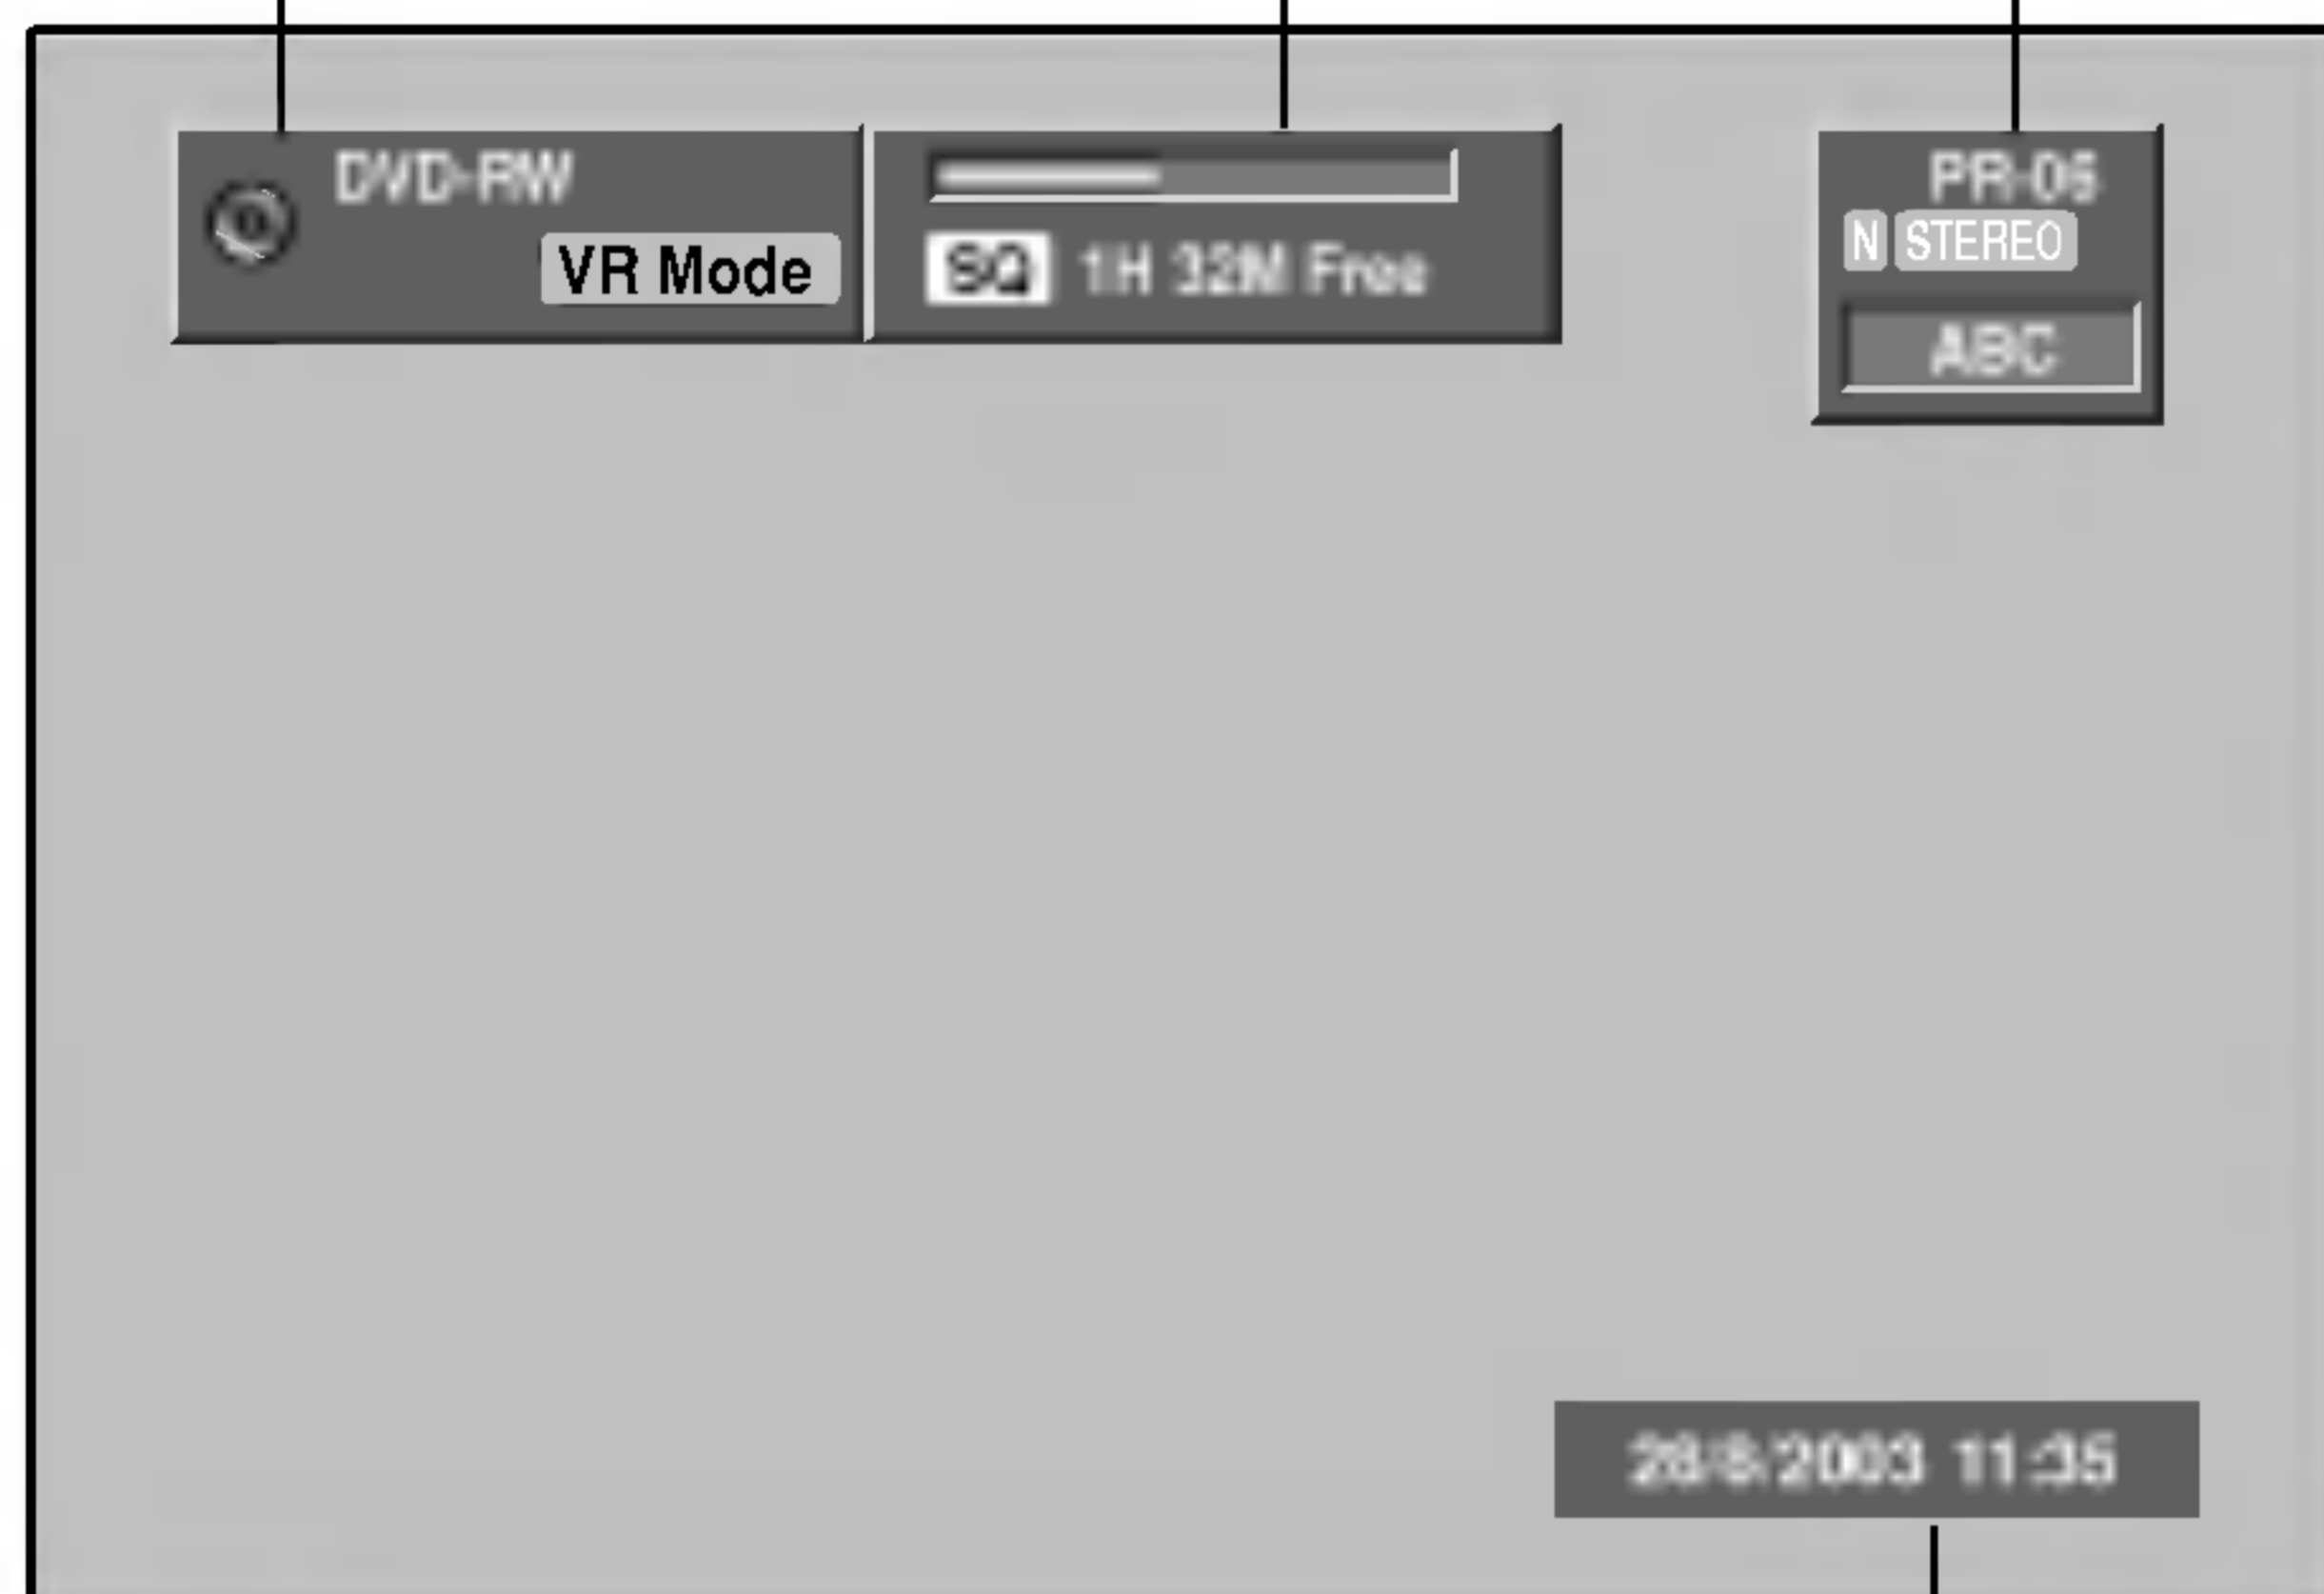 DVD-RW
VR Mode
SQ 1H 32M Free
PR-05
N STEREO
ABC
28/8/2003 11:35